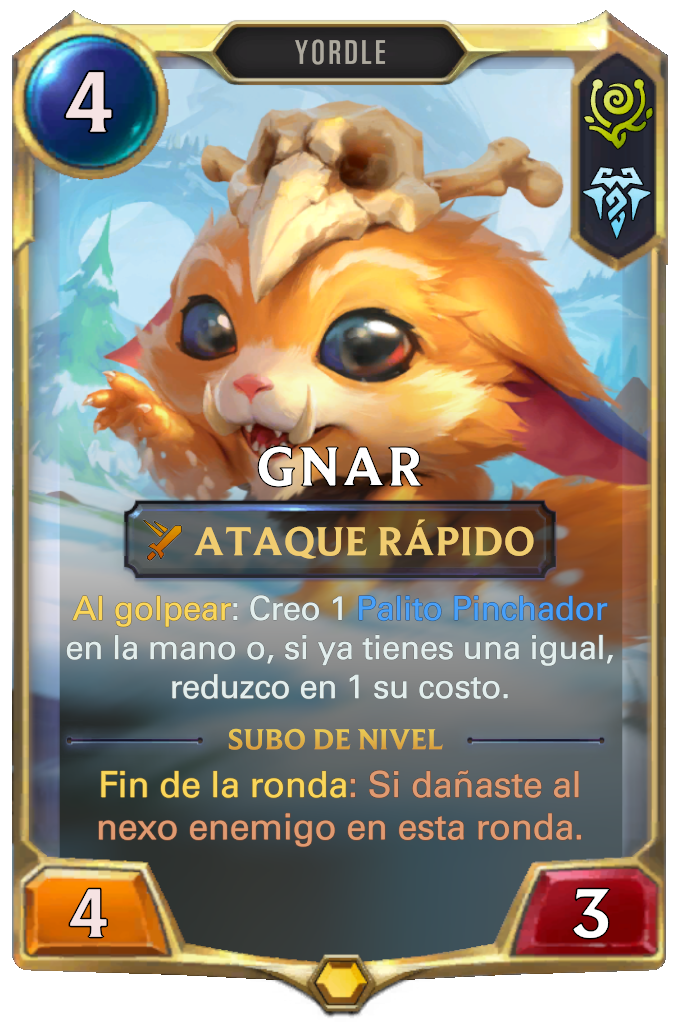 4
YORDLE
GNAR
ATAQUE RÁPIDO
Al golpear: Creo 1 Palito Pinchador
en la mano o, si ya tienes una igual,
reduzco en 1 su costo.
SUBO DE NIVEL
Fin de la ronda: Si dañaste al
nexo enemigo en esta ronda.
4
3